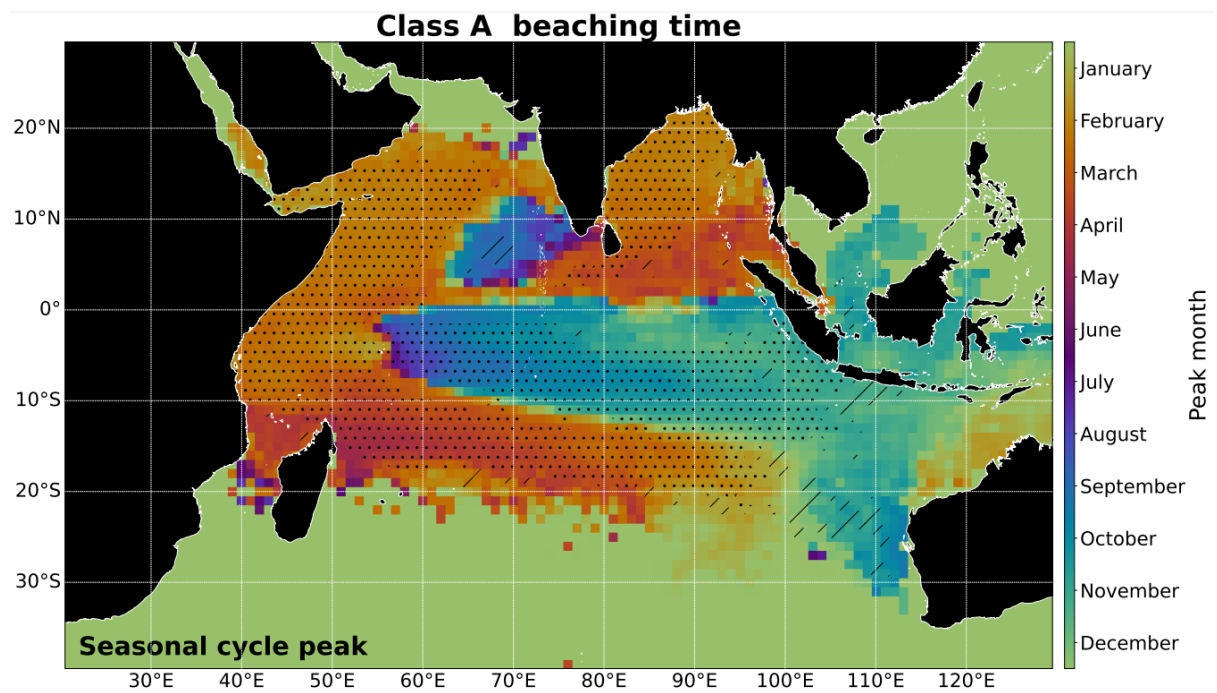 Class A beaching time
20°N
10°N
0°
10°S
20°S
30°S
Seasonal cycle peak
30°E 40°E 50°E 60°E 70°E 80°E 90°E 100°E 110°E 120°E
January
February
March
April
May
June
July
August
September
October
November
December
Peak month